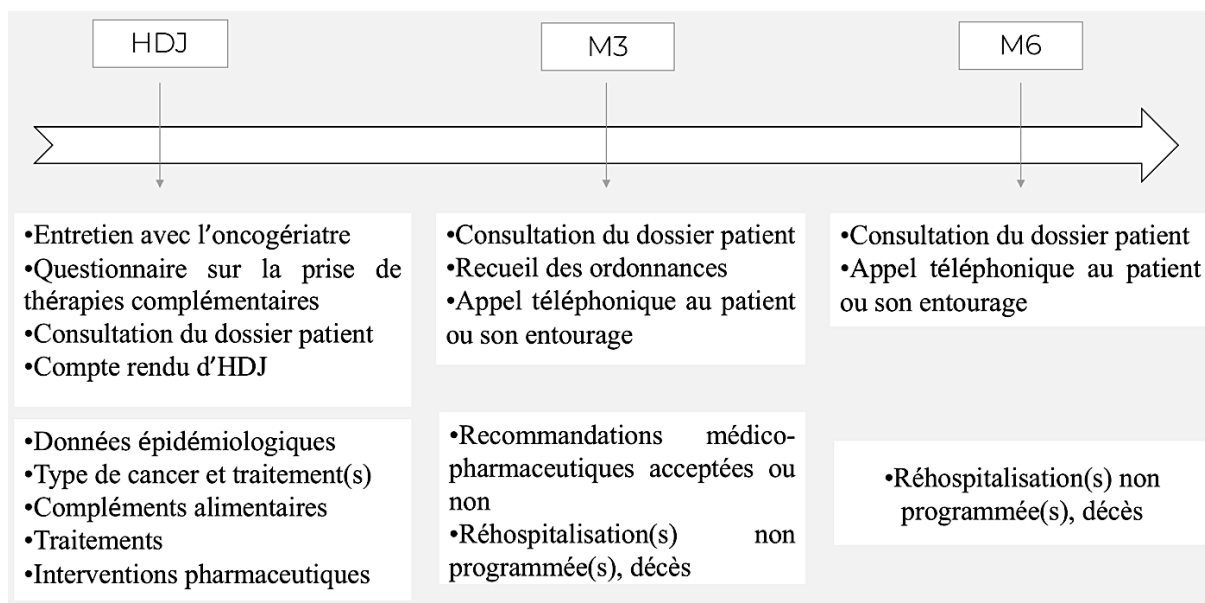 HDJ
M3
M6
•Entretien avec l’oncogériatre
•Questionnaire sur la prise de
thérapies complémentaires
•Consultation du dossier patient
•Compte rendu d’HDJ
•Consultation du dossier patient
•Recueil des ordonnances
•Appel téléphonique au patient
ou son entourage
•Consultation du dossier patient
•Appel téléphonique au patient
ou son entourage
•Données épidémiologiques
•Type de cancer et traitement(s)
•Compléments alimentaires
•Traitements
•Interventions pharmaceutiques
•Recommandations médico-
pharmaceutiques acceptées ou
non
•Réhospitalisation(s) non
programmée(s), décès
•Réhospitalisation(s) non
programmée(s), décès